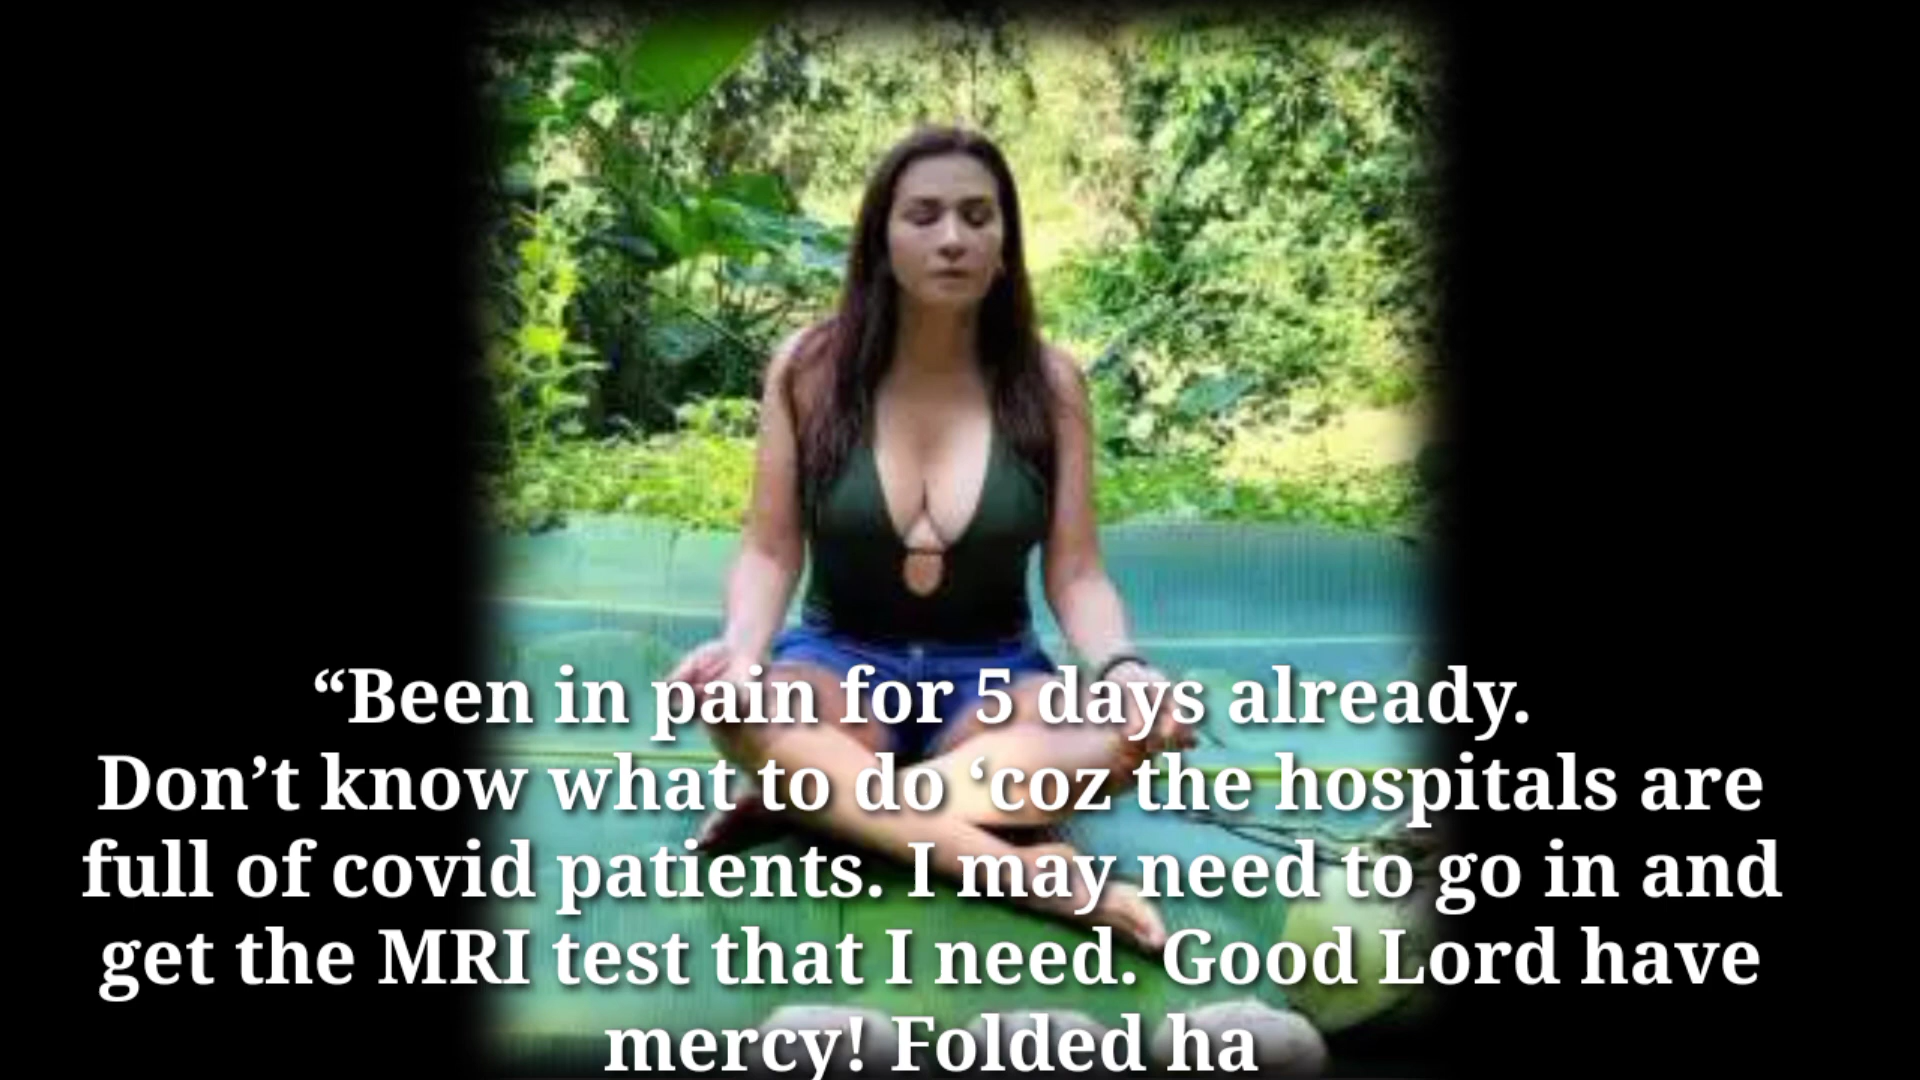 “Been in pain for 5 days already.
Don’t know what to do ‘coz the hospitals are
full of covid patients. I may need to go in and
get the MRI test that I need. Good Lord have
mercy! Folded ha